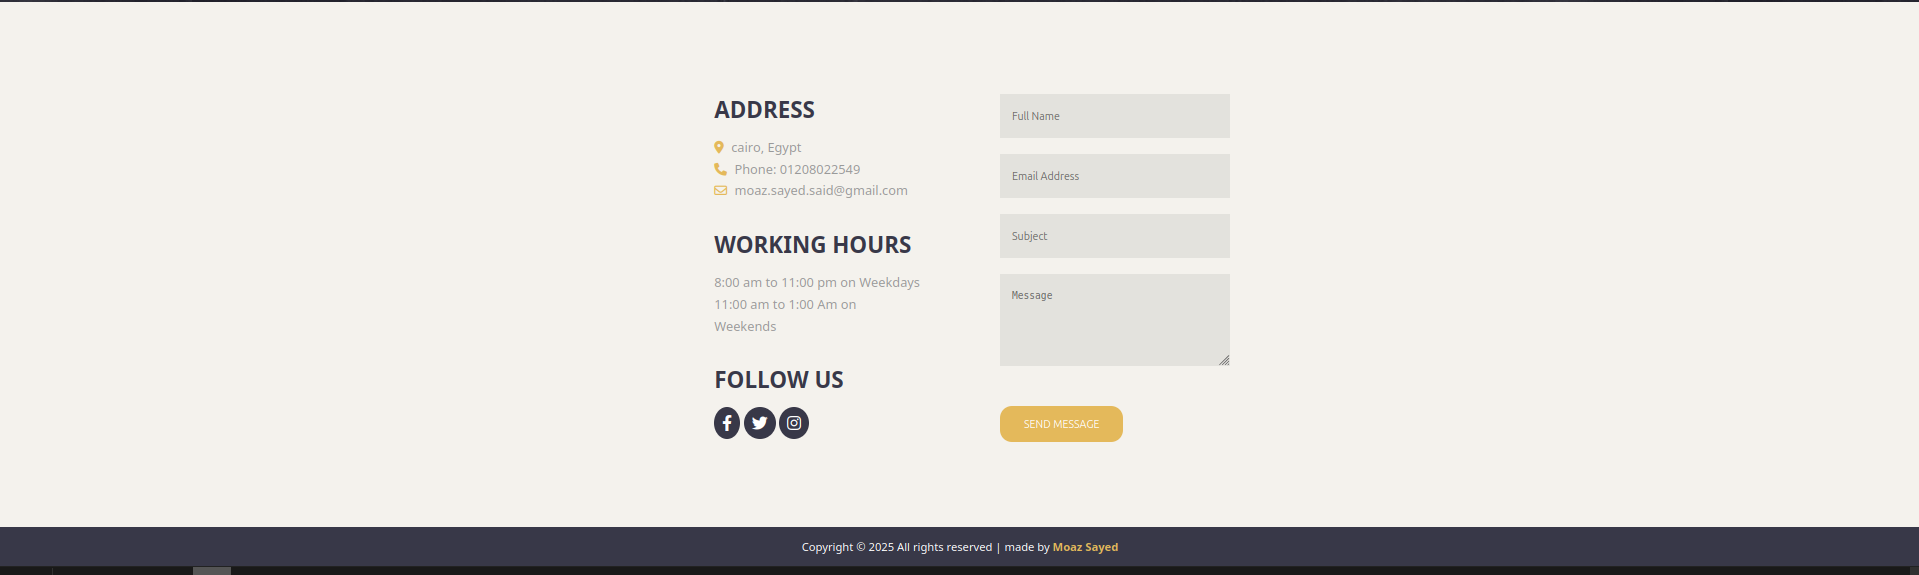 ADDRESS
cairo, Egypt
Phone: 01208022549
moaz.sayed.said@gmail.com
WORKING HOURS
8:00 am to 11:00 pm on Weekdays
11:00 am to 1:00 Am on
Weekends
FOLLOW US
Full Name
Email Address
Subject
Message
SEND MESSAGE
Copyright © 2025 All rights reserved | made by Moaz Sayed